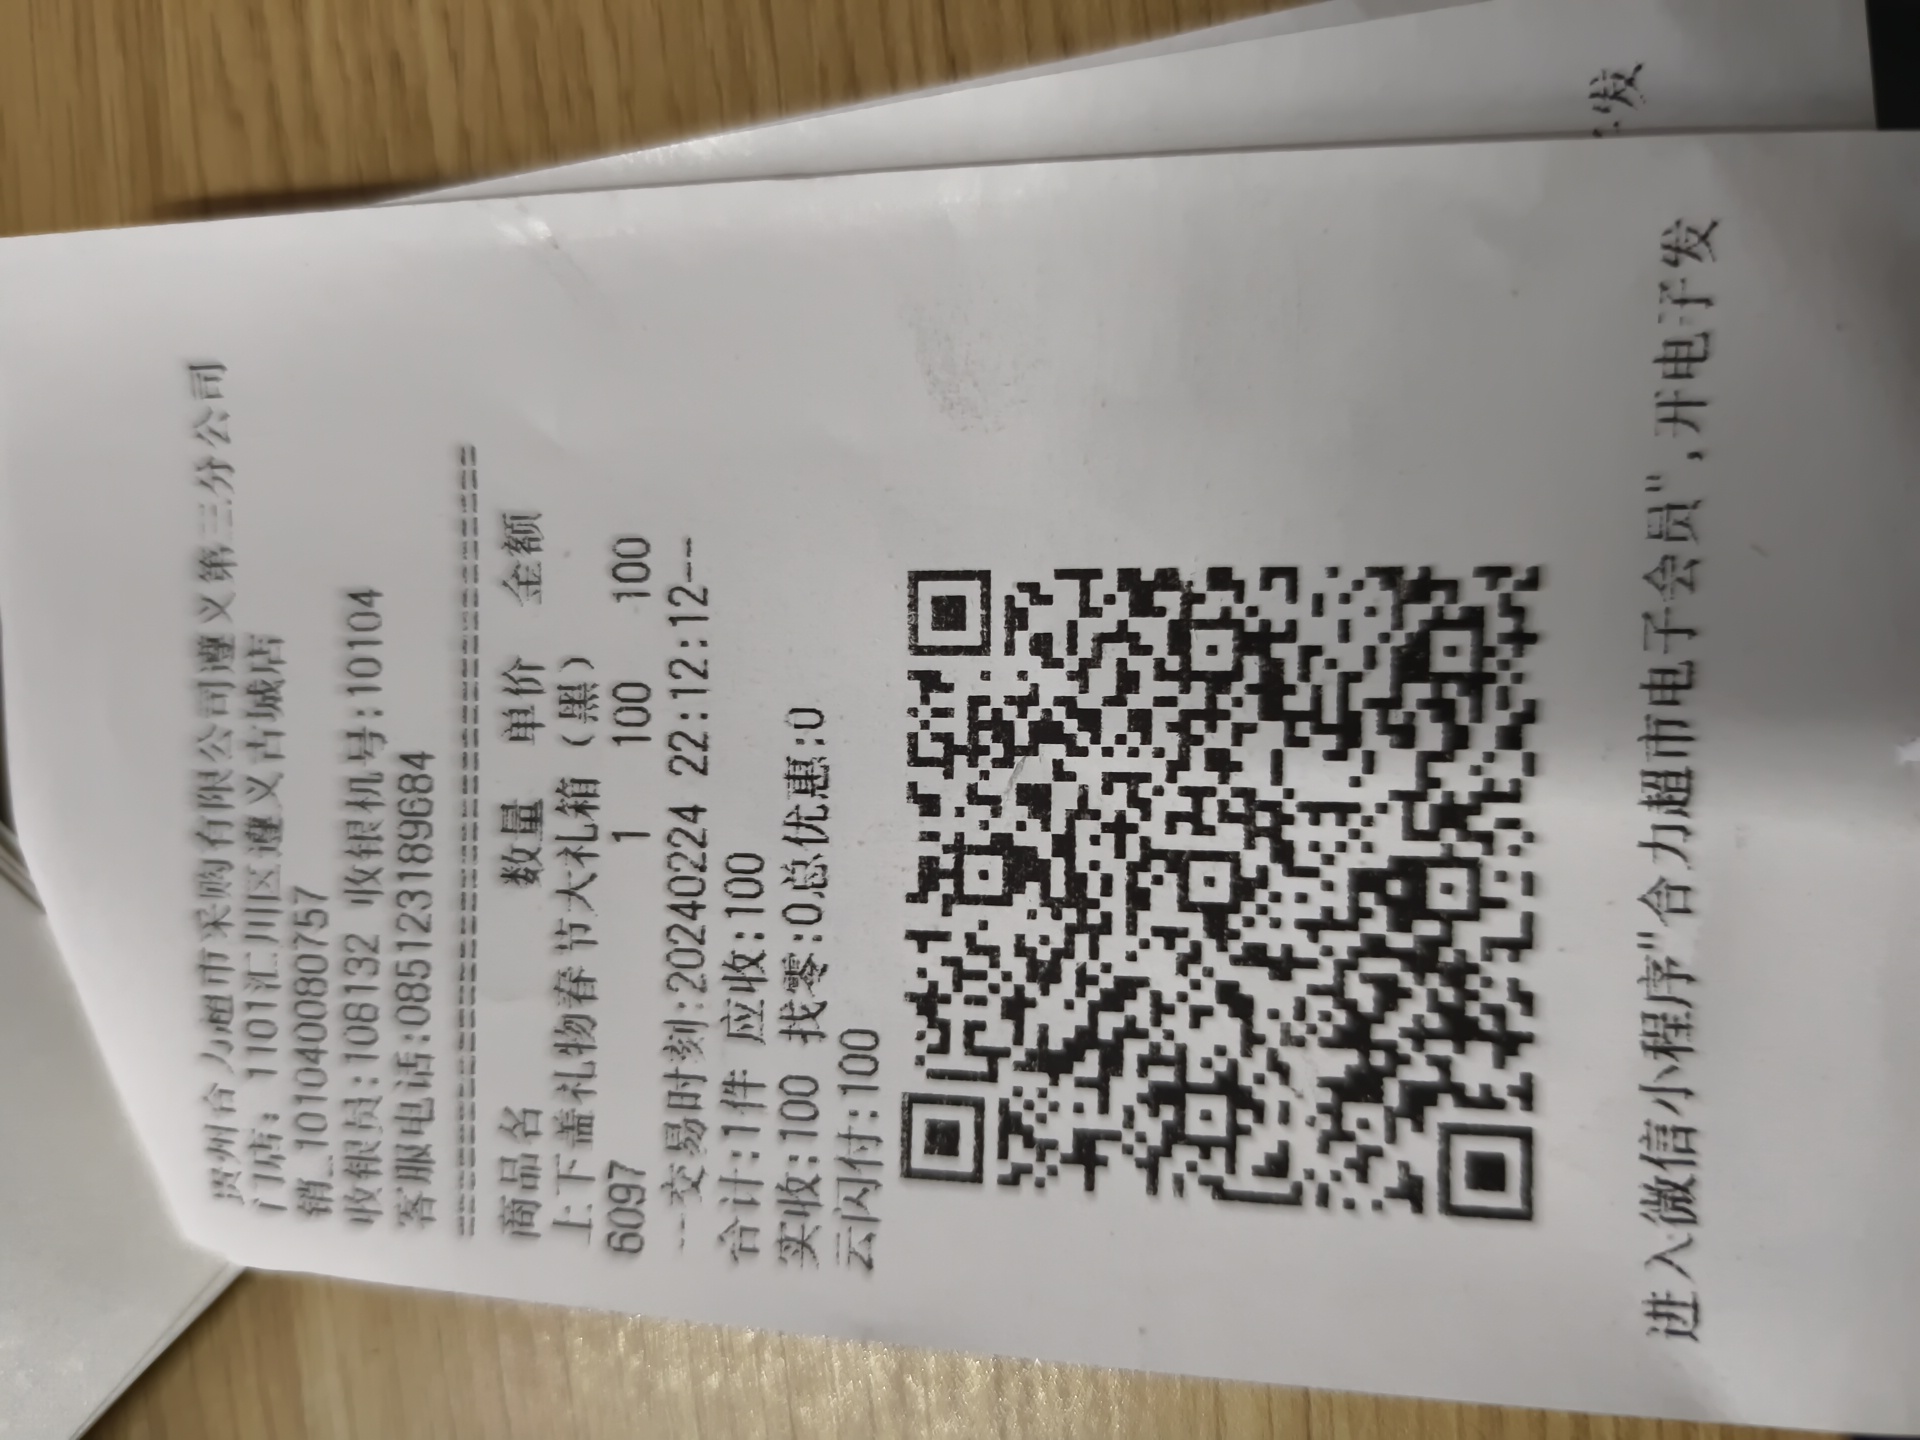 贵州合力超市采购有限公司遵义第三分公司
门店: 1101汇川区遵义古城店
销_101040080757
收银员:108132 收银机号:10104
客服电话:085123189684
商品名 数量 单价 金额
上下盖礼物春节大礼箱（黑）
6097 1 100 100
--交易时刻:20240224 22:12:12--
合计:1件 应收:100
实收:100 找零:0总优惠:0
云闪付:100
进入微信小程序"合力超市电子会员",开电子发
发